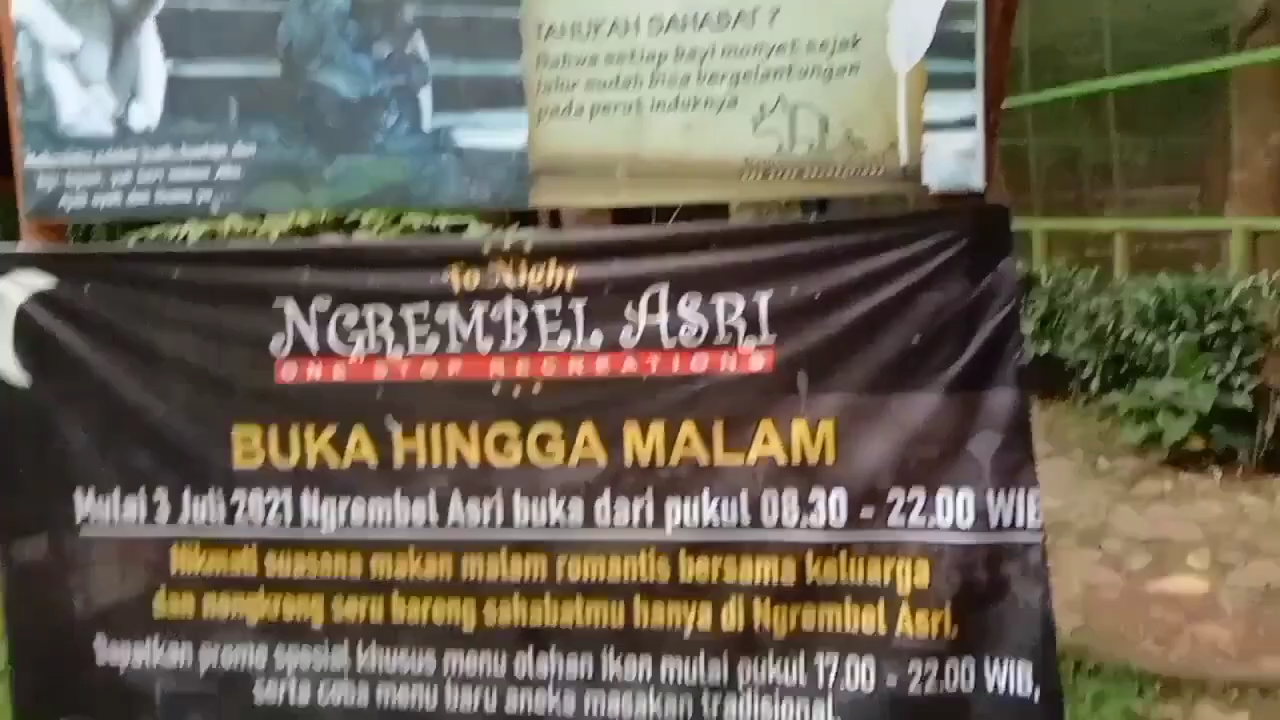 TAHUKAH SAHABAT ?
Bahwa setiap bayi monyet sejak
lahir sudah bisa bergelantungan
pada perut induknya
To Night
NGREMBEL ASRI
ONE STOP RECREATIONS
BUKA HINGGA MALAM
Mulai 3 Juli 2021 Ngrembel Asri buka dari pukul 08.30 - 22.00 WIB
Nikmati suasana makan malam romantis bersama keluarga
dan nongkrong seru bareng sahabatmu hanya di Ngrembel Asri.
Dapatkan promo spesial khusus menu olahan ikan mulai pukul 17.00 - 22.00 WIB,
serta coba menu baru aneka masakan tradisional.